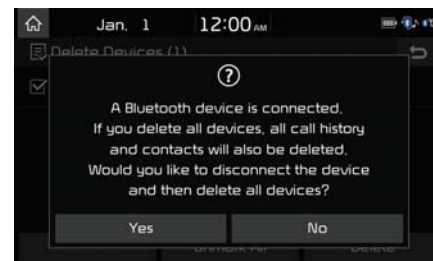 Jan. 1 12:00 AM
Delete Devices (1)
A Bluetooth device is connected.
If you delete all devices, all call history
and contacts will also be deleted.
Would you like to disconnect the device
and then delete all devices?
Yes No
Unmark All Delete